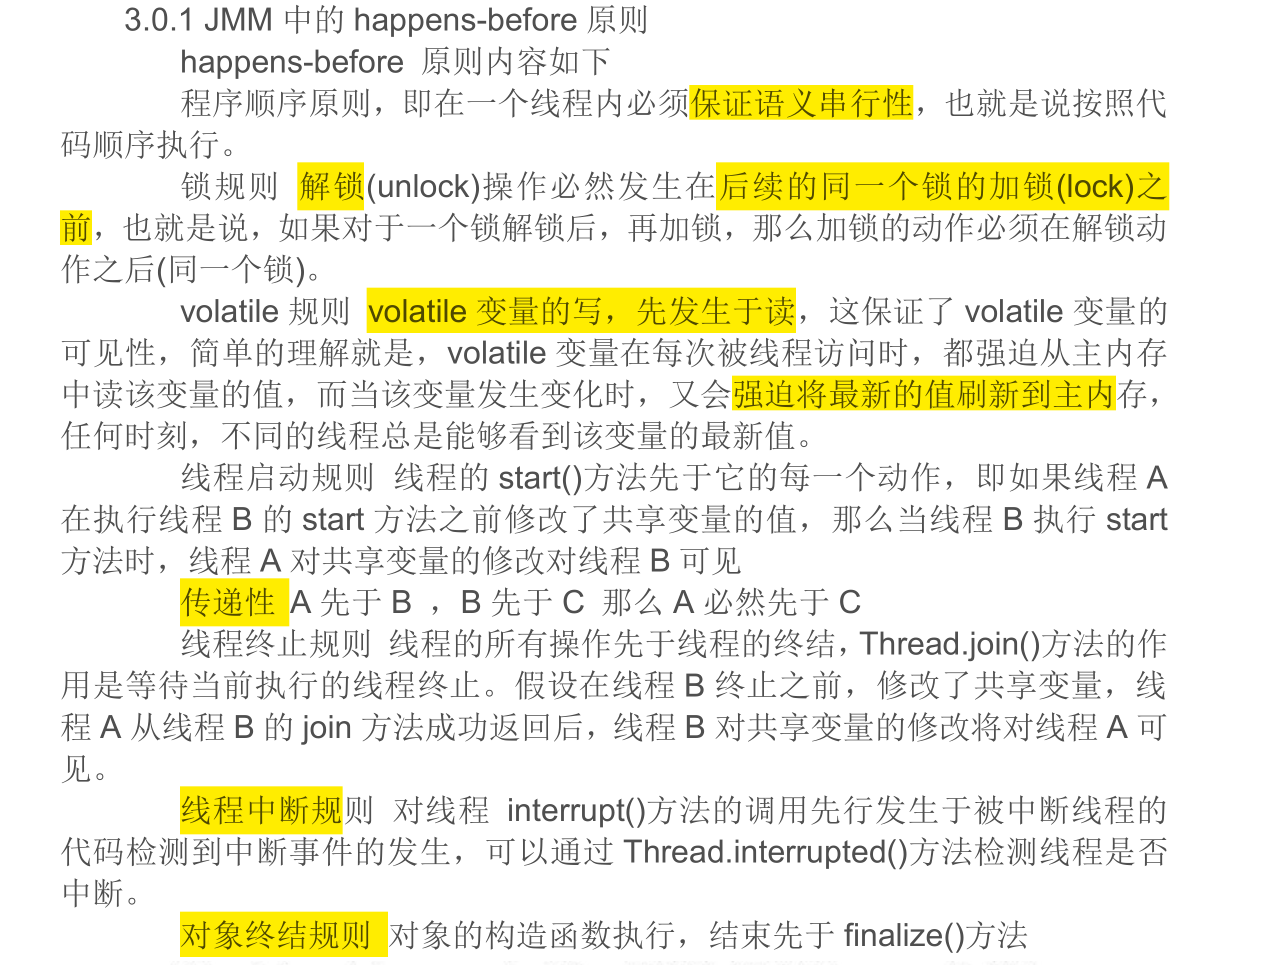 3.0.1 JMM 中的 happens-before 原则
happens-before 原则内容如下
程序顺序原则，即在一个线程内必须保证语义串行性，也就是说按照代
码顺序执行。
锁规则 解锁(unlock)操作必然发生在后续的同一个锁的加锁(lock)之
前，也就是说，如果对于一个锁解锁后，再加锁，那么加锁的动作必须在解锁动
作之后(同一个锁)。
volatile 规则 volatile 变量的写，先发生于读，这保证了 volatile 变量的
可见性，简单的理解就是，volatile 变量在每次被线程访问时，都强迫从主内存
中读该变量的值，而当该变量发生变化时，又会强迫将最新的值刷新到主内存，
任何时刻，不同的线程总是能够看到该变量的最新值。
线程启动规则 线程的 start()方法先于它的每一个动作，即如果线程 A
在执行线程 B 的 start 方法之前修改了共享变量的值，那么当线程 B 执行 start
方法时，线程 A 对共享变量的修改对线程 B 可见
传递性 A 先于 B ，B 先于 C 那么 A 必然先于 C
线程终止规则 线程的所有操作先于线程的终结，Thread.join()方法的作
用是等待当前执行的线程终止。假设在线程 B 终止之前，修改了共享变量，线
程 A 从线程 B 的 join 方法成功返回后，线程 B 对共享变量的修改将对线程 A 可
见。
线程中断规则 对线程 interrupt()方法的调用先行发生于被中断线程的
代码检测到中断事件的发生，可以通过 Thread.interrupted()方法检测线程是否
中断。
对象终结规则 对象的构造函数执行，结束先于 finalize()方法